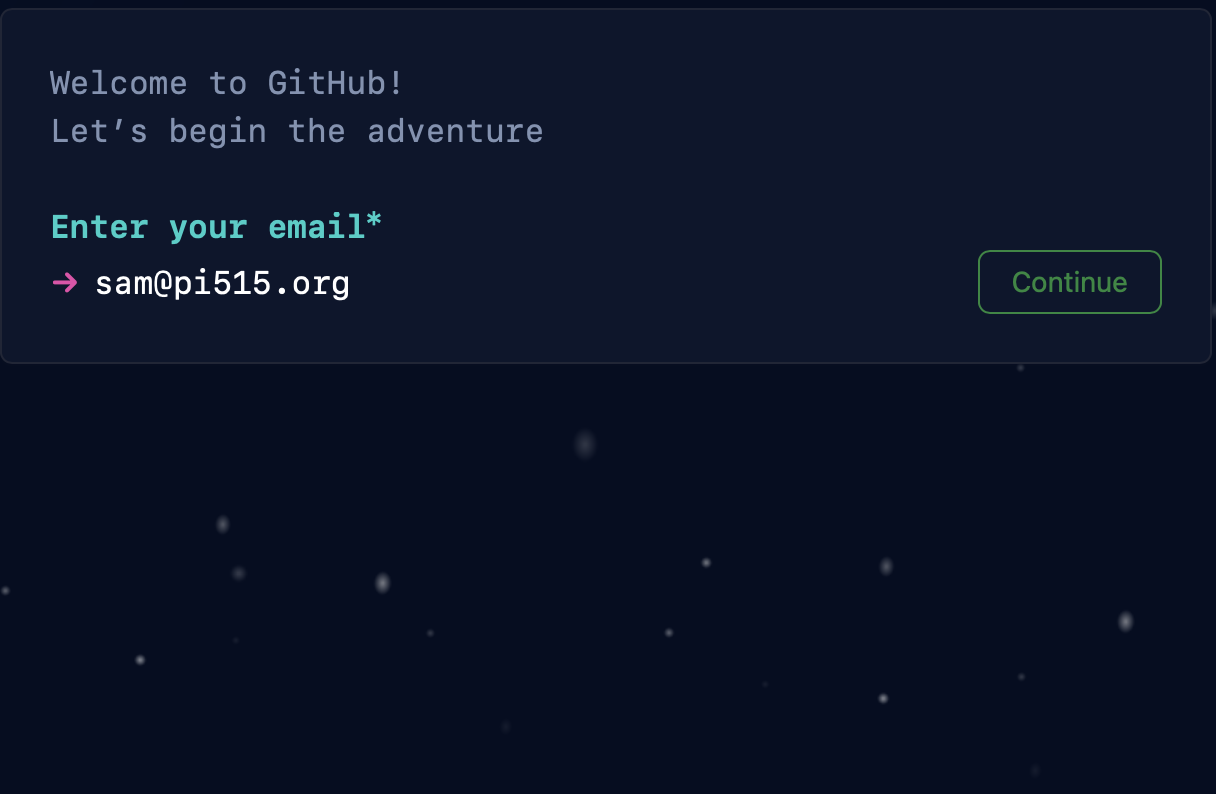 Welcome to GitHub!
Let’s begin the adventure
Enter your email*
→ sam@pi515.org
Continue